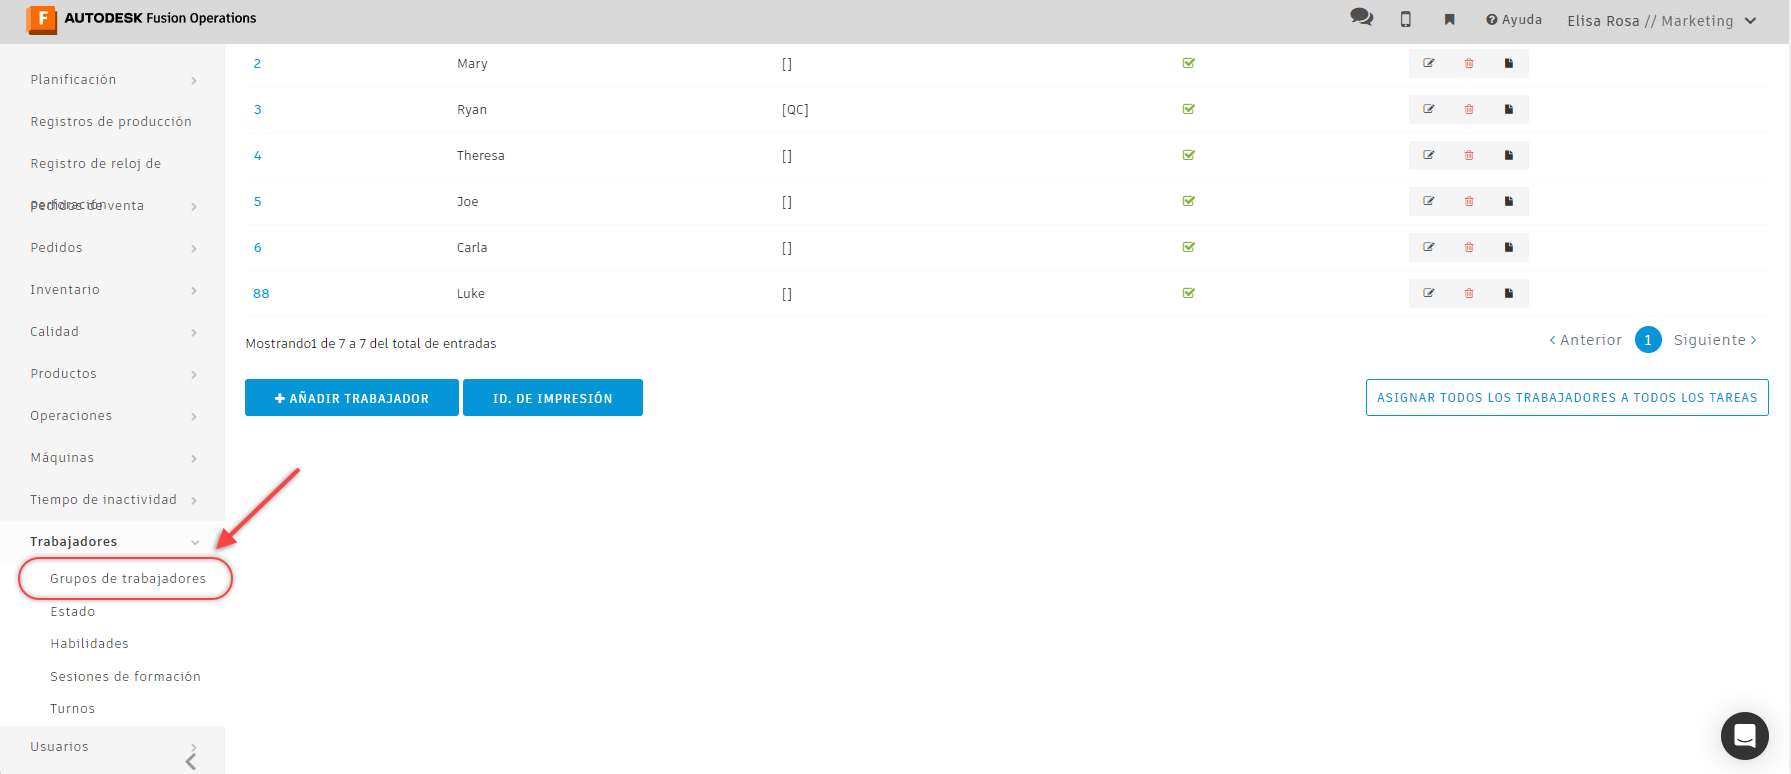 F AUTODESK Fusion Operations
Ayuda
Elisa Rosa // Marketing
Planificación
Registros de producción
Registro de reloj de
perforación
Pedidos de venta
Pedidos
Inventario
Calidad
Productos
Operaciones
Máquinas
Tiempo de inactividad
Trabajadores
Grupos de trabajadores
Estado
Habilidades
Sesiones de formación
Turnos
Usuarios
2 Mary []
3 Ryan [QC]
4 Theresa []
5 Joe []
6 Carla []
88 Luke []
Mostrando1 de 7 a 7 del total de entradas
‹ Anterior 1 Siguiente ›
+ AÑADIR TRABAJADOR
ID. DE IMPRESIÓN
ASIGNAR TODOS LOS TRABAJADORES A TODOS LOS TAREAS